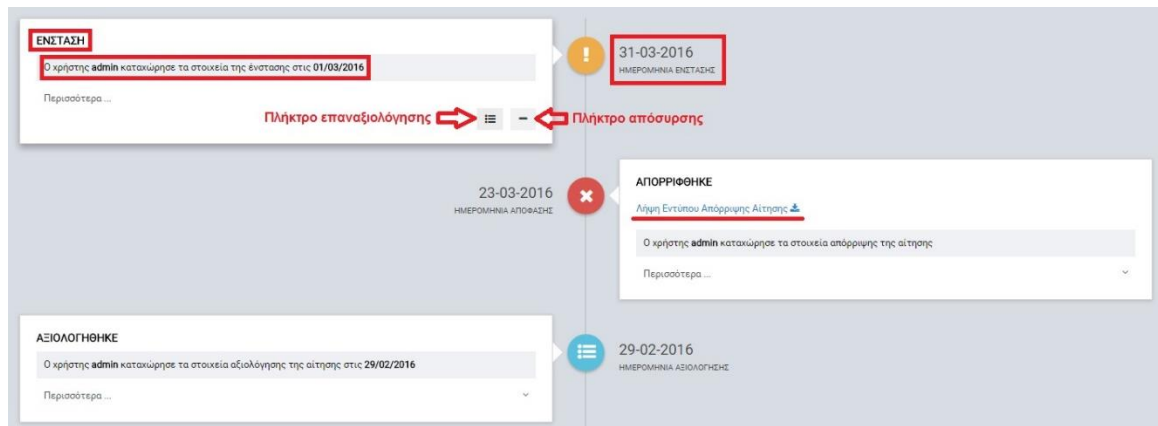 ΕΝΣΤΑΣΗ
Ο χρήστης admin καταχώρησε τα στοιχεία της ένστασης στις 01/03/2016
Περισσότερα ...
Πλήκτρο επαναξιολόγησης
31-03-2016
ΗΜΕΡΟΜΗΝΙΑ ΕΝΣΤΑΣΗΣ
Πλήκτρο απόσυρσης
23-03-2016
ΗΜΕΡΟΜΗΝΙΑ ΑΠΟΦΑΣΗΣ
ΑΠΟΡΡΙΦΘΗΚΕ
Λήψη Εντύπου Απόρριψης Αίτησης
Ο χρήστης admin καταχώρησε τα στοιχεία απόρριψης της αίτησης
Περισσότερα ...
ΑΞΙΟΛΟΓΗΘΗΚΕ
Ο χρήστης admin καταχώρησε τα στοιχεία αξιολόγησης της αίτησης στις 29/02/2016
Περισσότερα ...
29-02-2016
ΗΜΕΡΟΜΗΝΙΑ ΑΞΙΟΛΟΓΗΣΗΣ